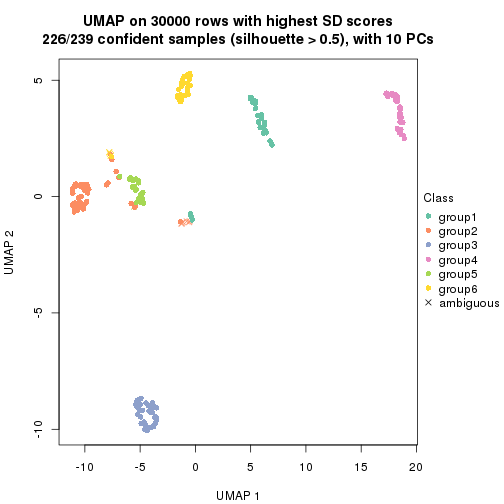 UMAP on 30000 rows with highest SD scores
226/239 confident samples (silhouette > 0.5), with 10 PCs
5
0
-5
-10
UMAP 2
-10
-5
0
5
10
15
20
UMAP 1
Class
group1
group2
group3
group4
group5
group6
ambiguous